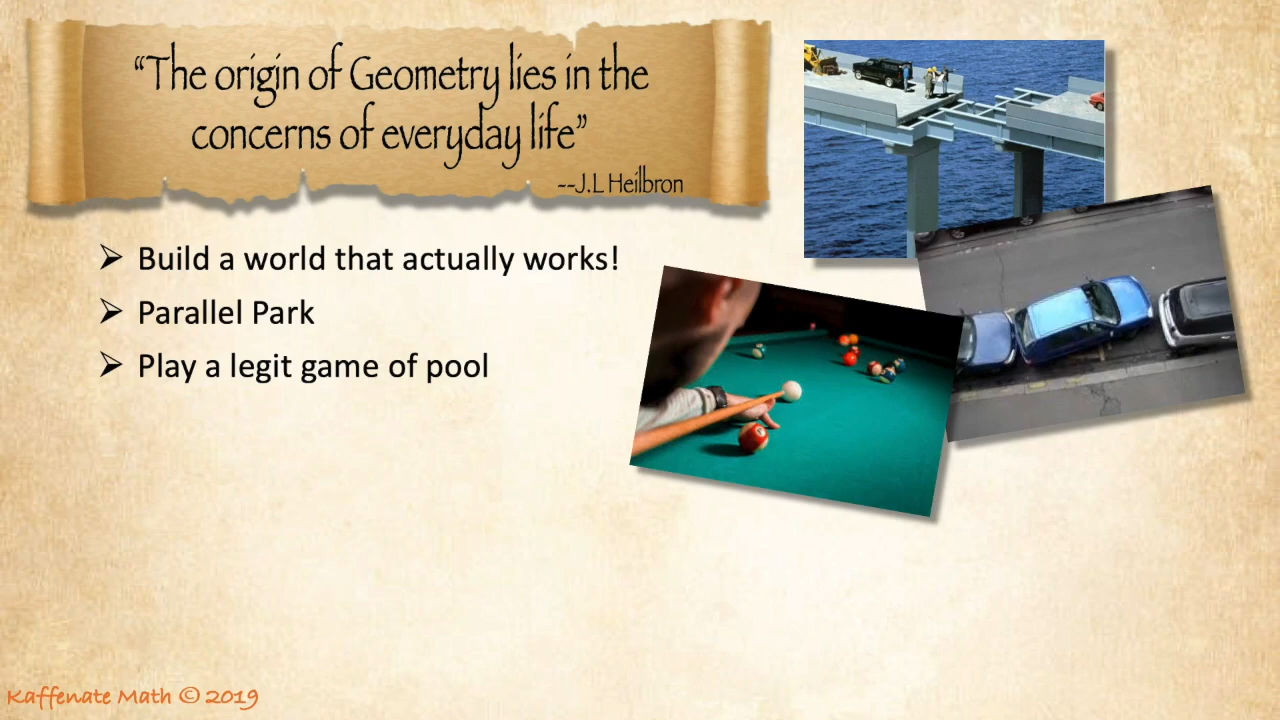 “The origin of Geometry lies in the
concerns of everyday life”
--J.L Heilbron
Build a world that actually works!
Parallel Park
Play a legit game of pool
Kaffenate Math © 2019